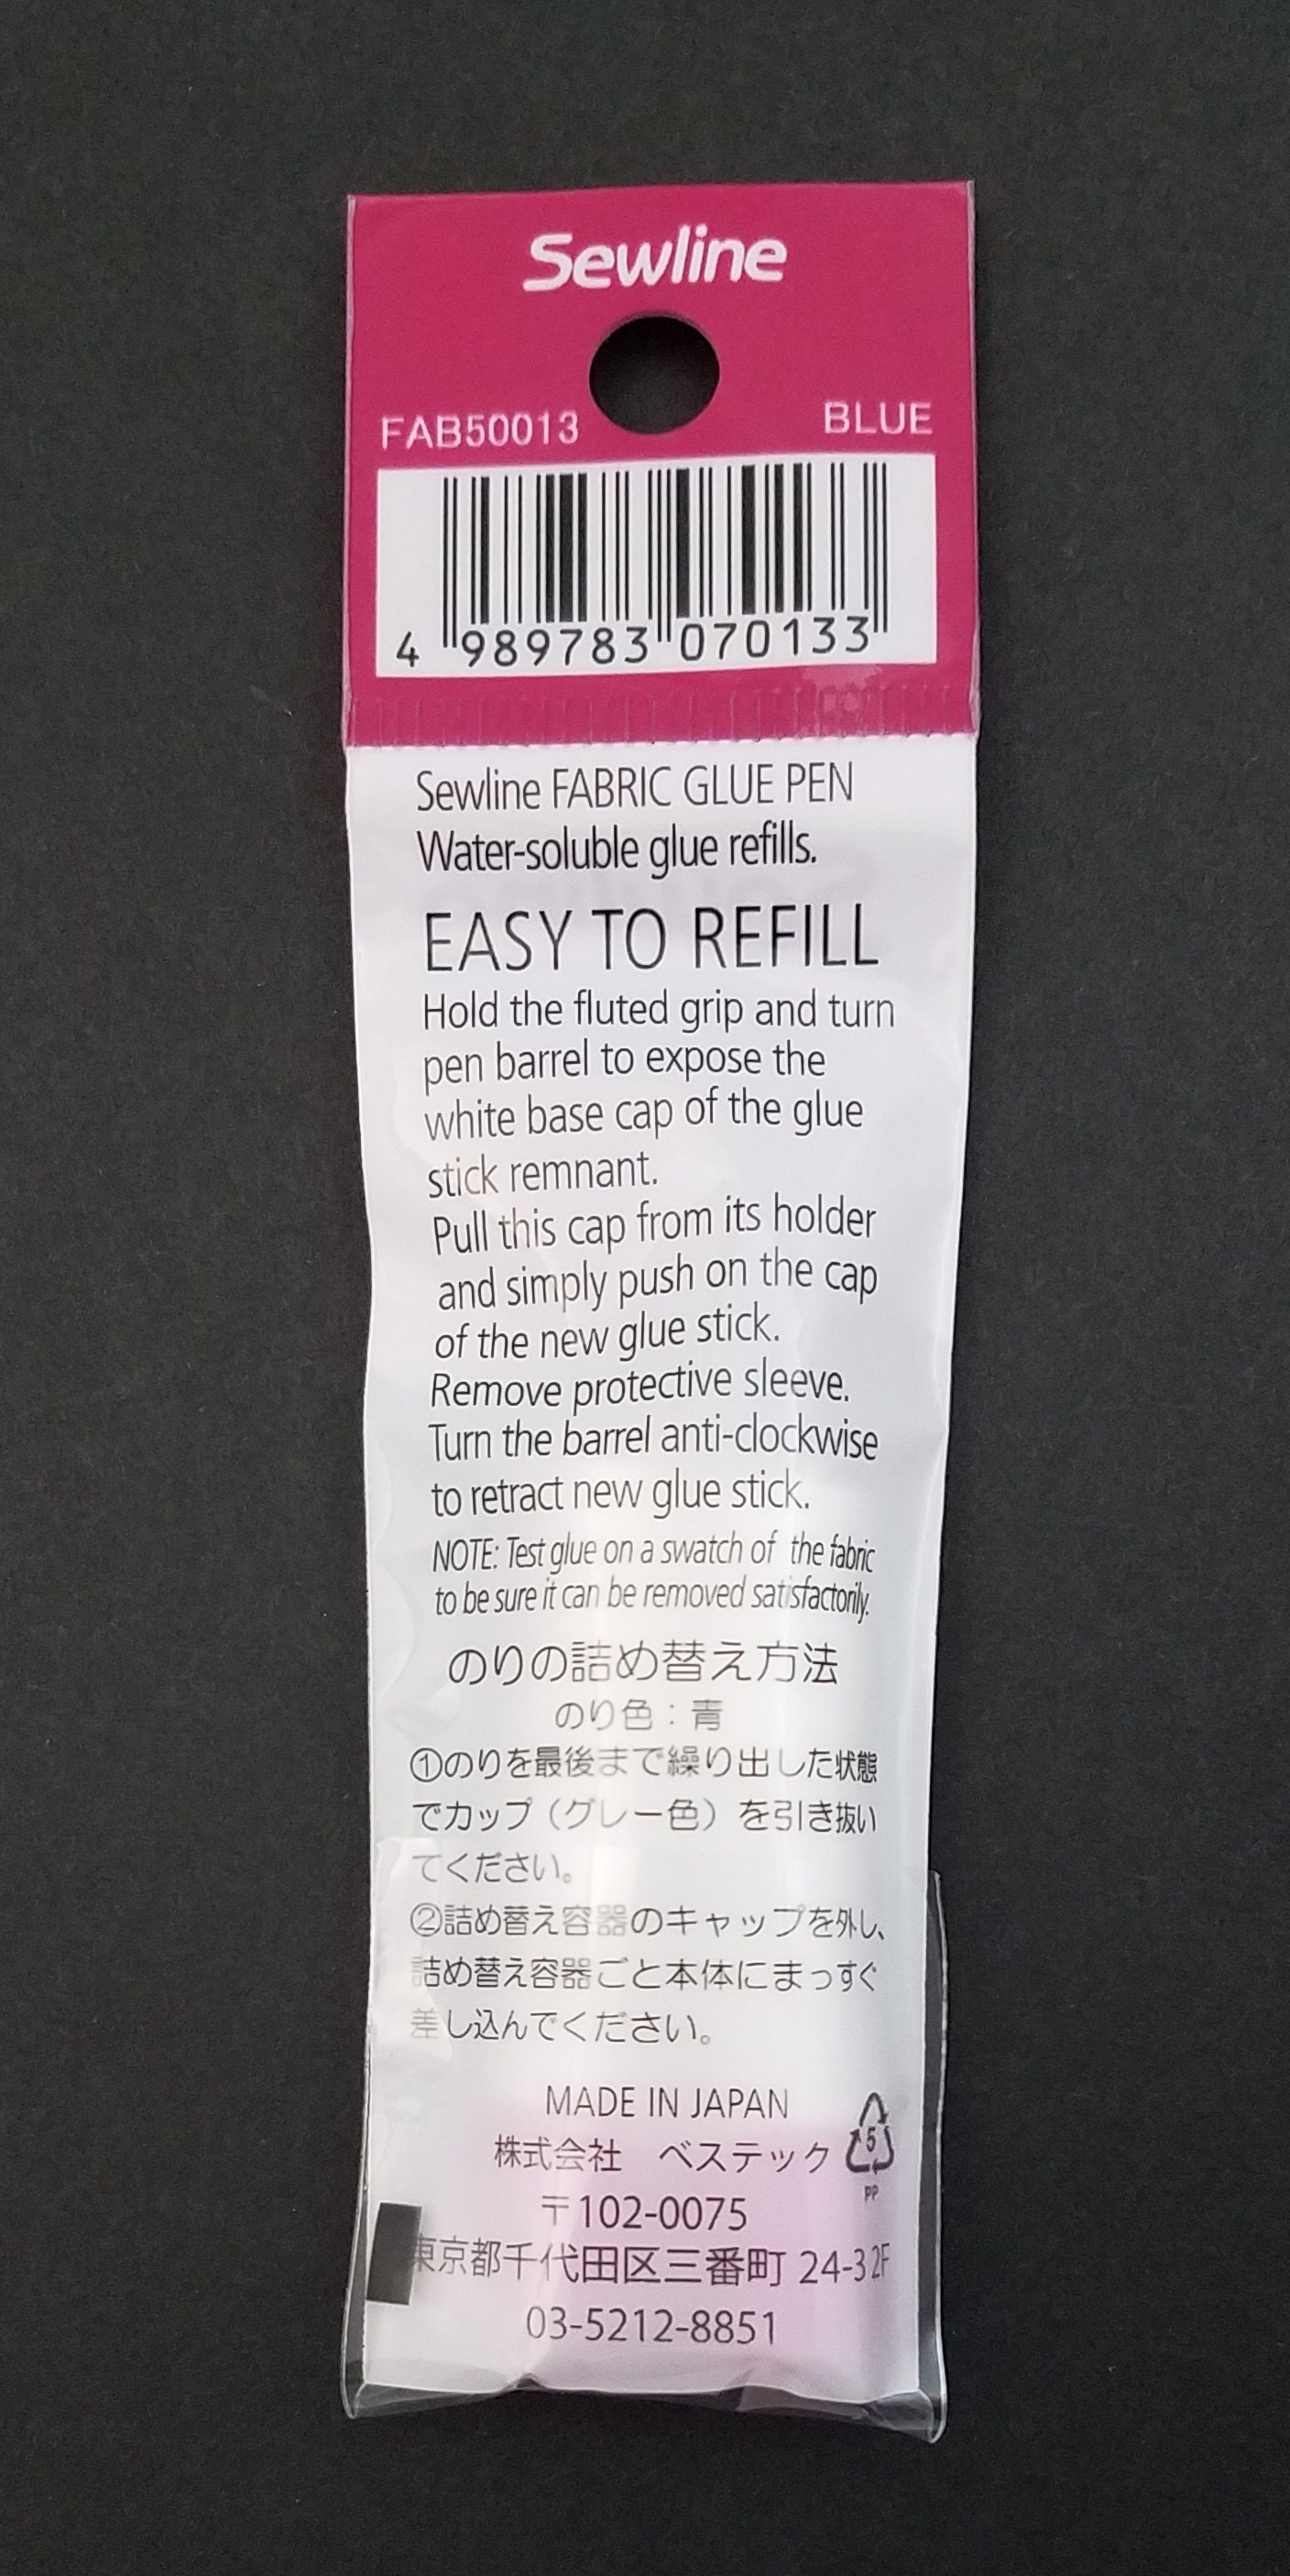 Sewline
FAB50013 BLUE
4 989783 070133
Sewline FABRIC GLUE PEN
Water-soluble glue refills.
EASY TO REFILL
Hold the fluted grip and turn
pen barrel to expose the
white base cap of the glue
stick remnant.
Pull this cap from its holder
and simply push on the cap
of the new glue stick.
Remove protective sleeve.
Turn the barrel anti-clockwise
to retract new glue stick.
NOTE: Test glue on a swatch of the fabric
to be sure it can be removed satisfactorily.
のりの詰め替え方法
のり色：青
①のりを最後まで繰り出した状態
でカップ（グレー色）を引き抜い
てください。
②詰め替え容器のキャップを外し、
詰め替え容器ごと本体にまっすぐ
差し込んでください。
MADE IN JAPAN
株式会社　ベステック
5
PP
〒102-0075
東京都千代田区三番町 24-3 2F
03-5212-8851